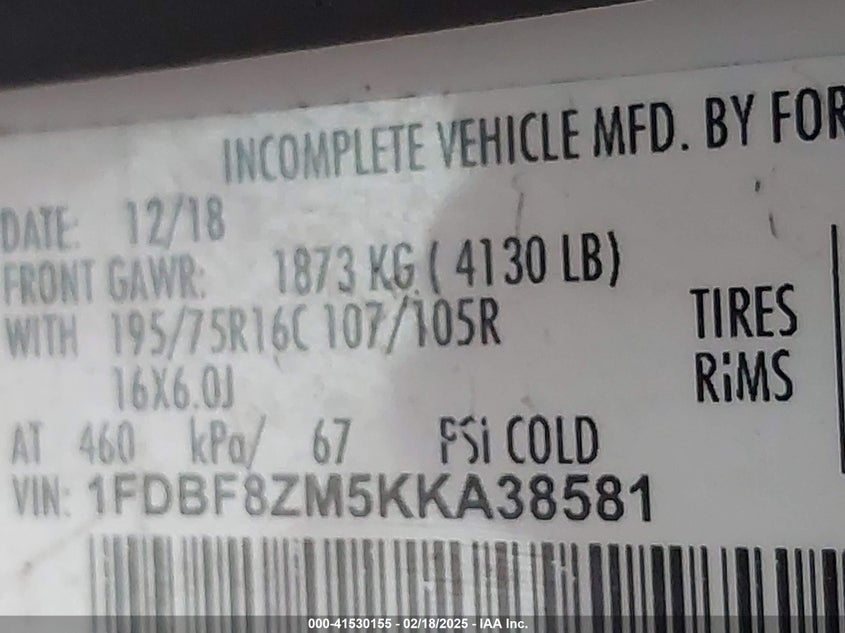 INCOMPLETE VEHICLE MFD. BY FOR
DATE: 12/18
FRONT GAWR: 1873 KG ( 4130 LB)
WITH 195/75R16C 107/105R TIRES
16X6.0J RiMS
AT 460 kPa/ 67 PSi COLD
VIN: 1FDBF8ZM5KKA38581
000-41530155 - 02/18/2025 - IAA Inc.